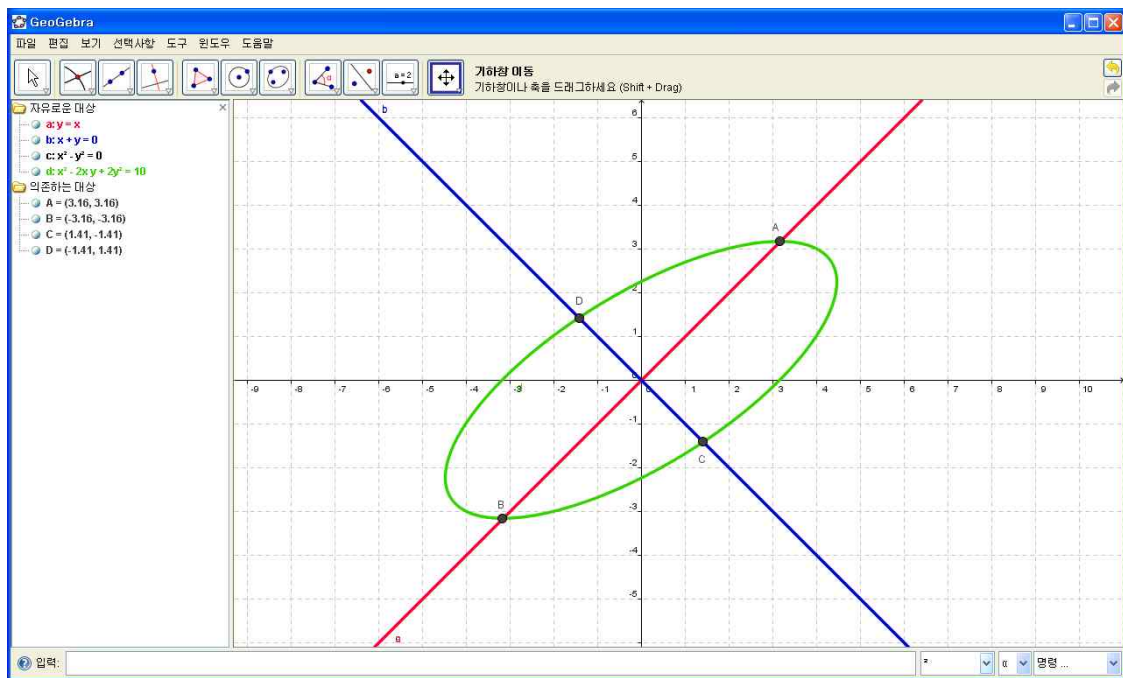 GeoGebra
파일 편집 보기 선택사항 도구 윈도우 도움말
a=2
기하창 이동
기하창이나 축을 드래그하세요 (Shift + Drag)
자유로운 대상
a: y = x
b: x + y = 0
c: x² - y² = 0
d: x² - 2x y + 2y² = 10
의존하는 대상
A = (3.16, 3.16)
B = (-3.16, -3.16)
C = (1.41, -1.41)
D = (-1.41, 1.41)
b
6
5
4
A
3
2
D
1
0
-9 -8 -7 -6 -5 -4 -3 -2 -1 0 1 2 3 4 5 6 7 8 9 10
-1
C
-2
B
-3
-4
-5
a
입력:
²
α
명령 ...